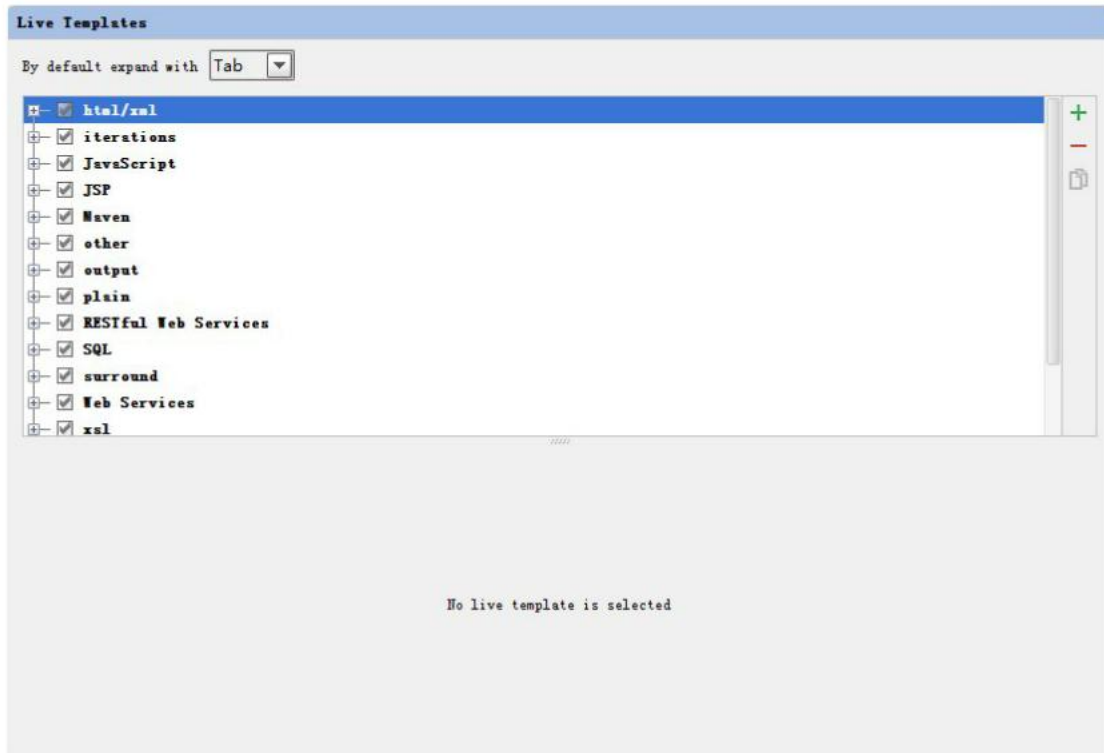 Live Templates
By default expand with Tab
html/xml
iterations
JavaScript
JSP
Maven
other
output
plain
RESTful Web Services
SQL
surround
Web Services
xsl
No live template is selected